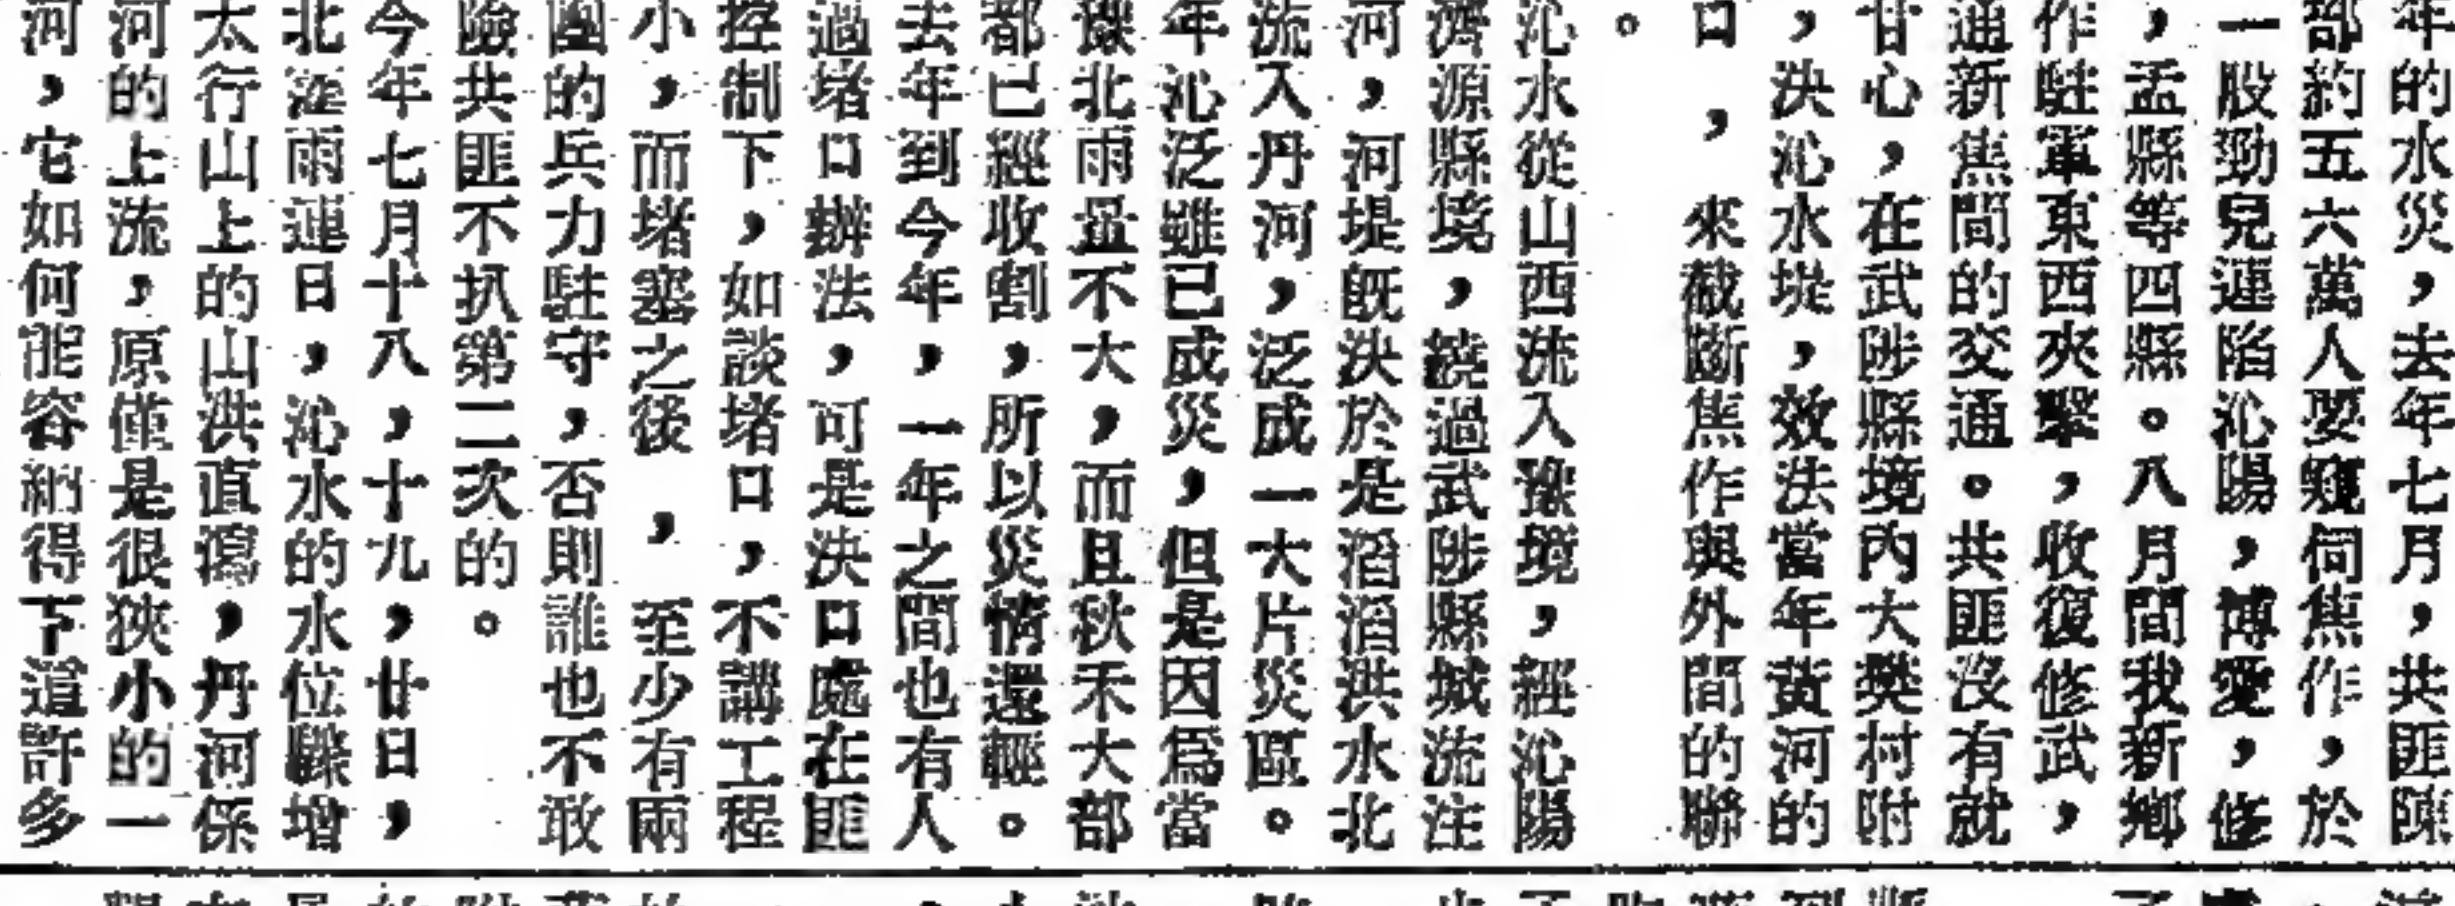 年的水災，去年七月，共匪陳
部約五六萬人要窺伺焦作，於
一股勁兒連陷沁陽，博愛，修
，孟縣等四縣。八月間我新鄉
作駐軍東西夾擊，收復修武，
通新焦間的交通。共匪沒有就
甘心，在武陟縣境內大樊村附
，決沁水堤，效法當年黃河的
口，來截斷焦作與外間的聯
。
沁水從山西流入豫境，經沁陽
濟源縣境，繞過武陟縣城流注
河，河堤既決於是滔滔洪水北
流入丹河，泛成一大片災區。
年沁泛雖已成災，但是因為當
豫北雨量不大，而且秋禾大部
都已經收割，所以災情還輕。
去年到今年，一年之間也有人
過堵口辦法，可是決口處在匪
控制下，如談堵口，不講工程
小，而堵塞之後，至少有兩
團的兵力駐守，否則誰也不敢
險共匪不扒第二次的。
今年七月十八，十九，廿日，
北淫雨連日，沁水的水位驟增
太行山上的山洪直瀉，丹河係
河的上流，原僅是很狹小的一
河，它如何能容納得下這許多